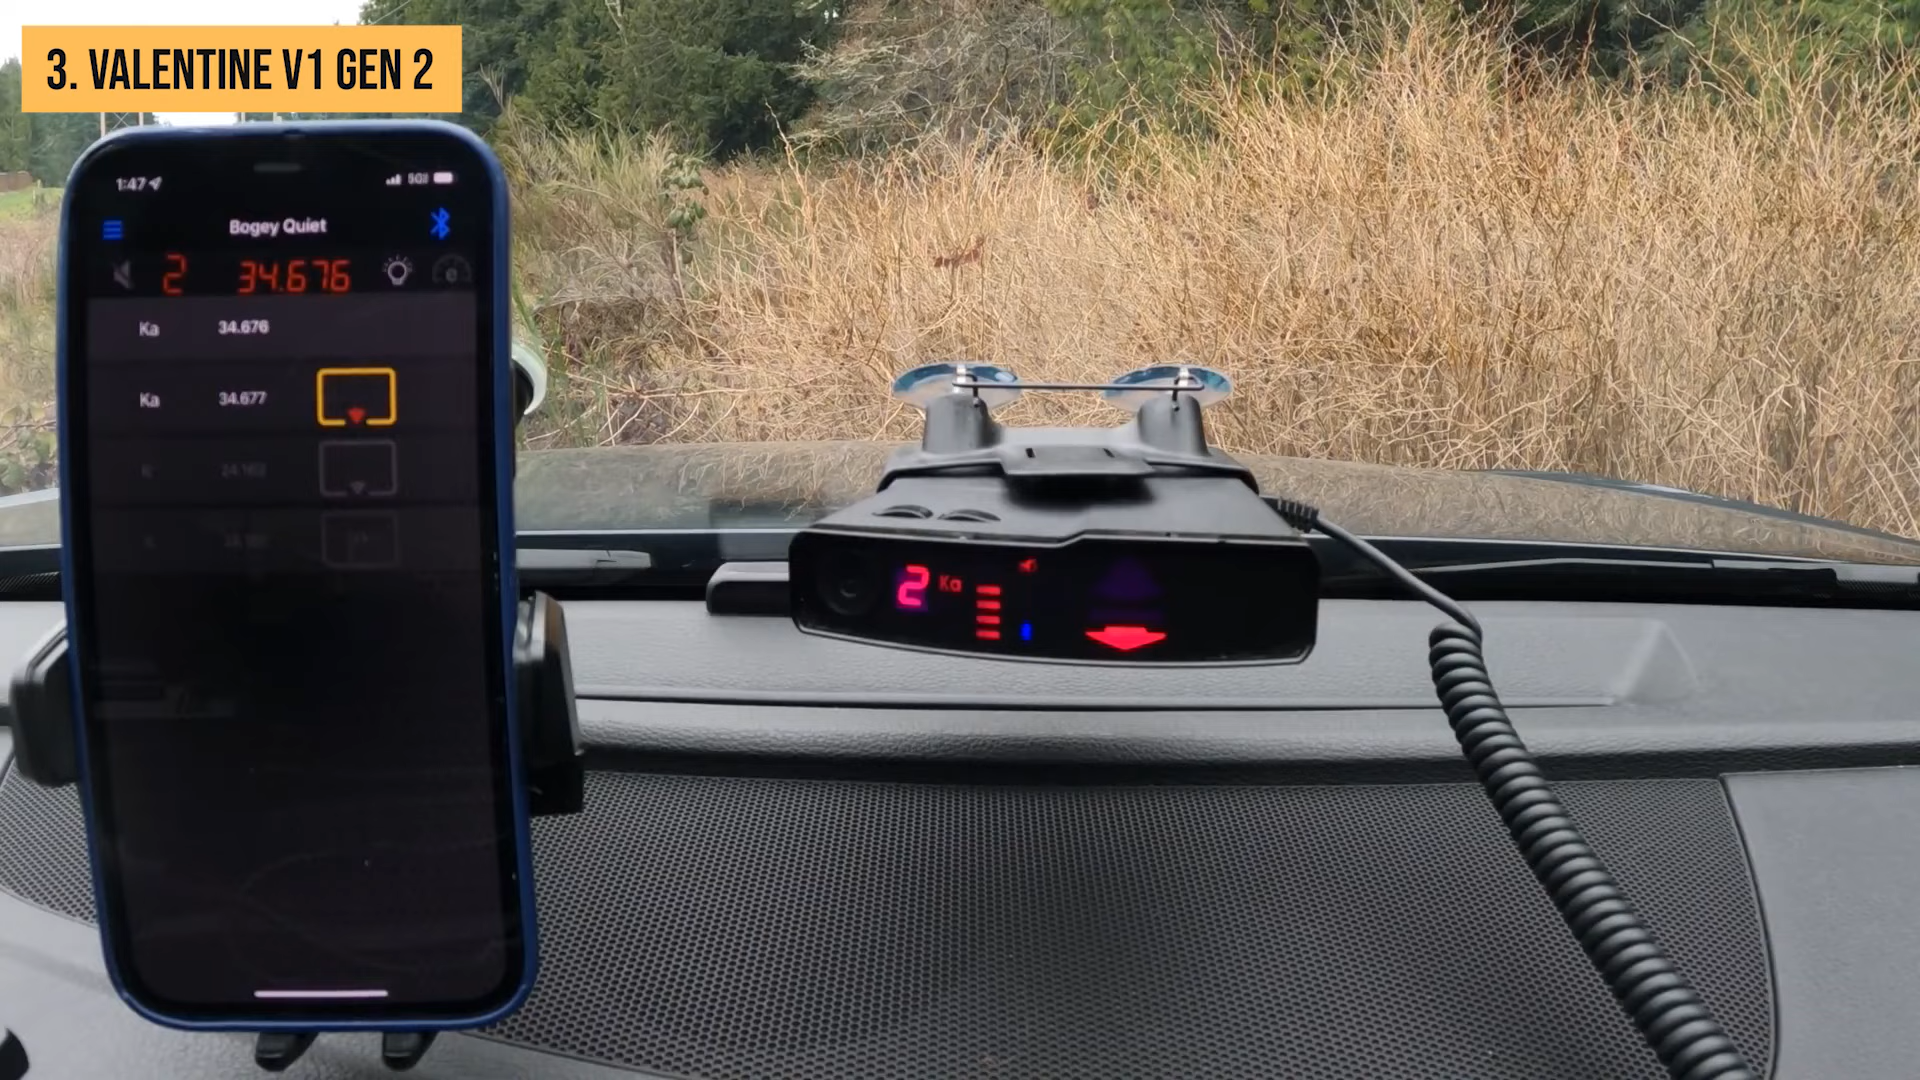 3. VALENTINE V1 GEN 2
1:47
Bogey Quiet
2 34.676
Ka 34.676
Ka 34.677
2 Ka